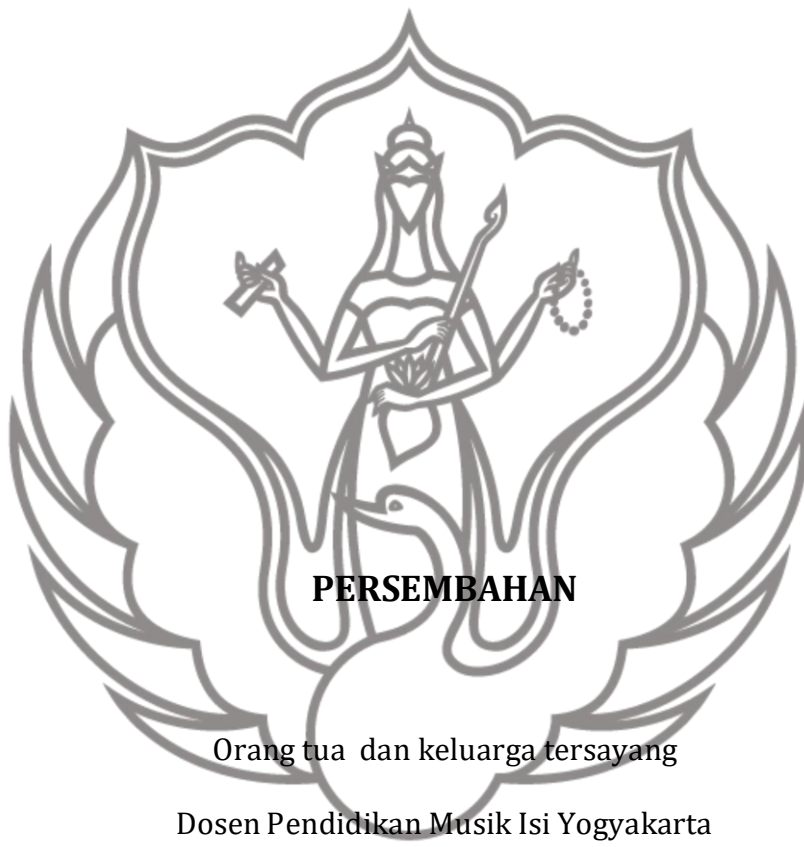 PERSEMBAHAN
Orang tua dan keluarga tersayang
Dosen Pendidikan Musik Isi Yogyakarta